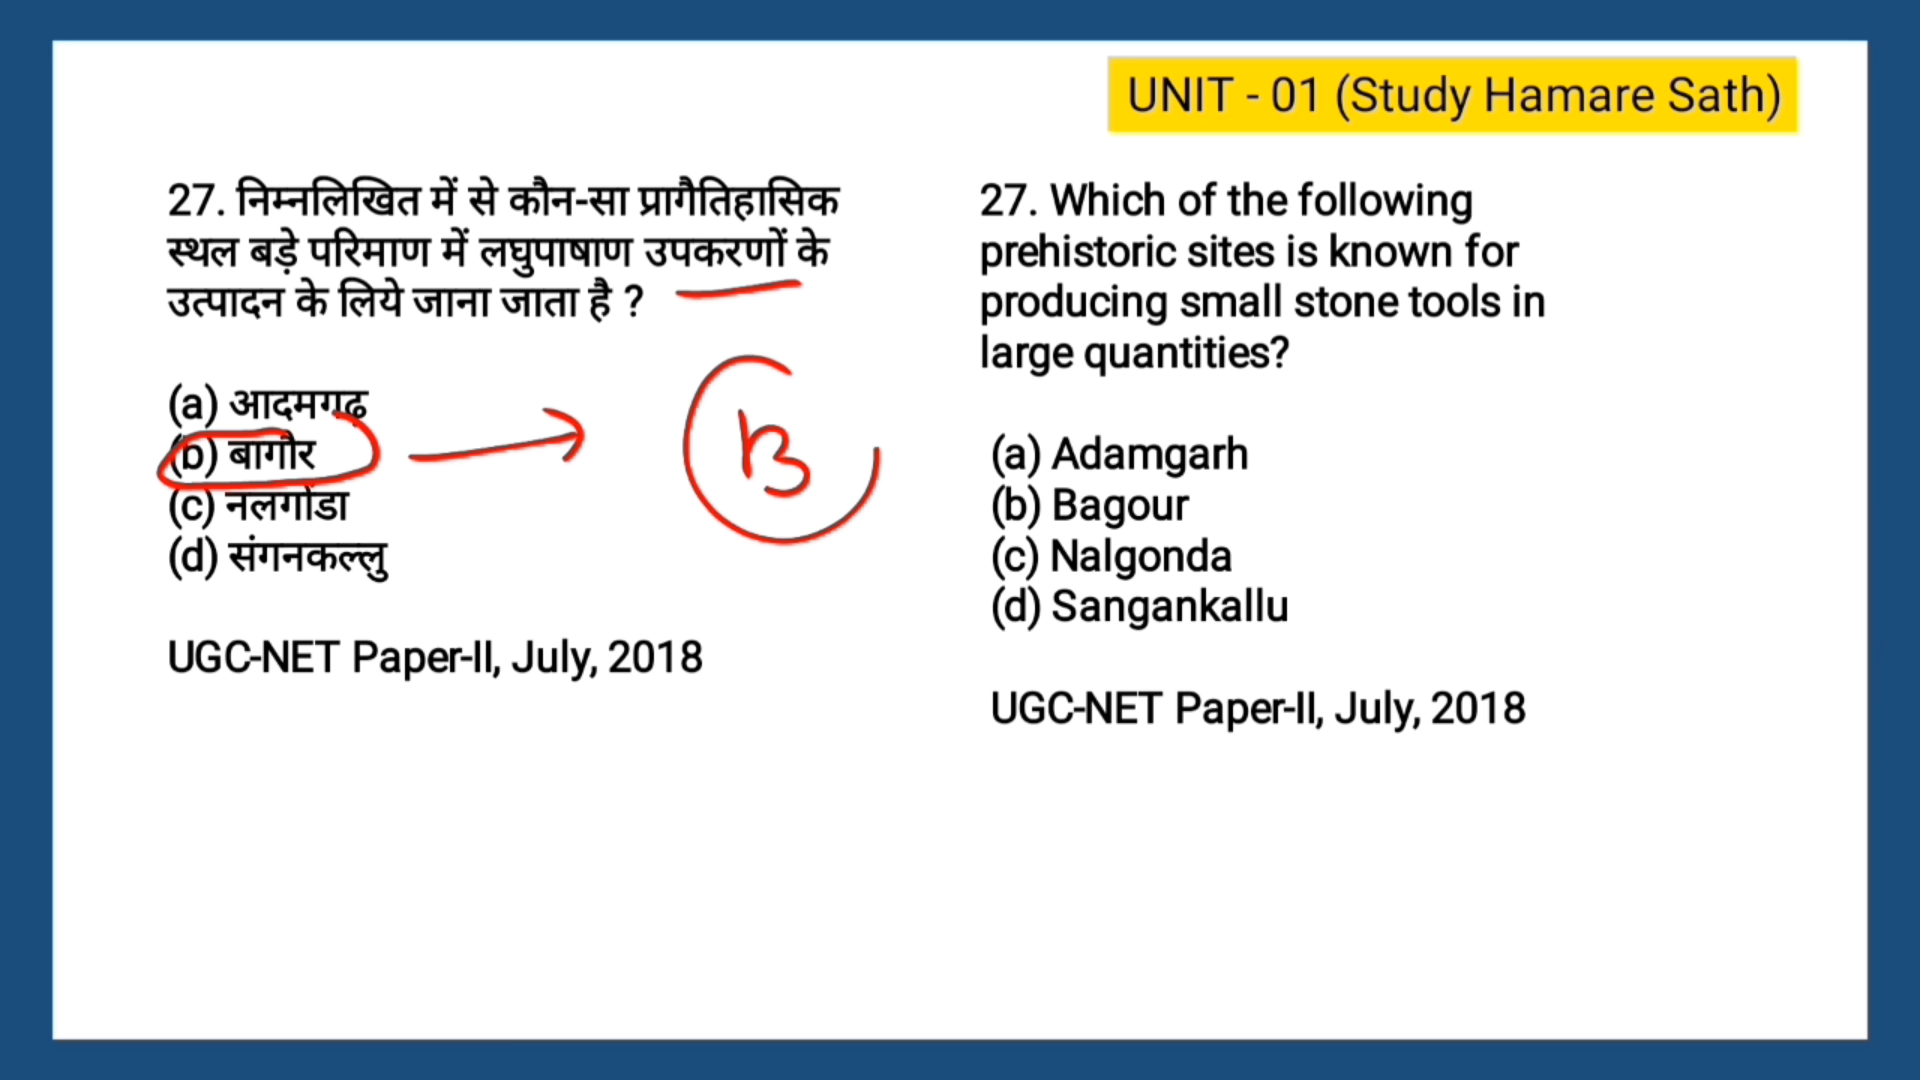 UNIT - 01 (Study Hamare Sath)
27. निम्नलिखित में से कौन-सा प्रागैतिहासिक
स्थल बड़े परिमाण में लघुपाषाण उपकरणों के
उत्पादन के लिये जाना जाता है ?
(a) आदमगढ़
(b) बागौर
(c) नलगोंडा
(d) संगनकल्लु
UGC-NET Paper-II, July, 2018
B
27. Which of the following
prehistoric sites is known for
producing small stone tools in
large quantities?
(a) Adamgarh
(b) Bagour
(c) Nalgonda
(d) Sangankallu
UGC-NET Paper-II, July, 2018